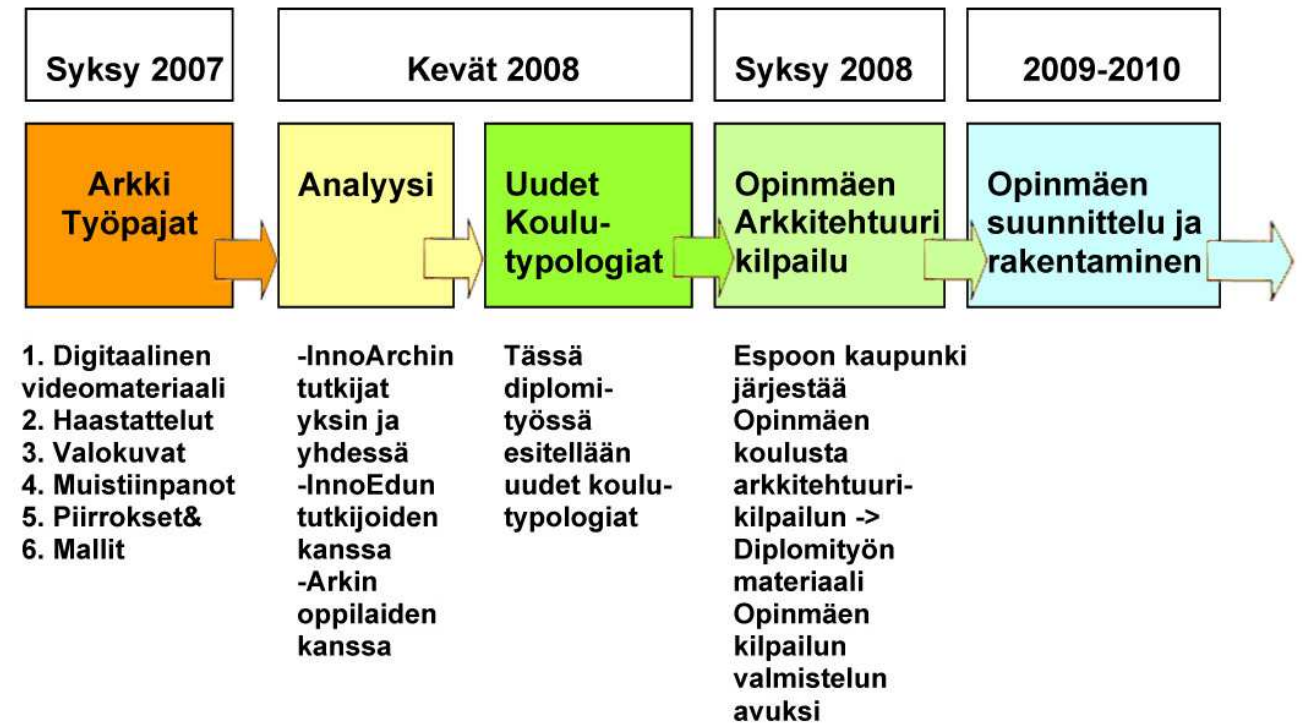 Syksy 2007
Kevät 2008
Syksy 2008
2009-2010
Arkki
Työpajat
Analyysi
Uudet
Koulu-
typologiat
Opinmäen
Arkkitehtuuri
kilpailu
Opinmäen
suunnittelu ja
rakentaminen
1. Digitaalinen
videomateriaali
2. Haastattelut
3. Valokuvat
4. Muistiinpanot
5. Piirrokset&
6. Mallit
-InnoArchin
tutkijat
yksin ja
yhdessä
-InnoEdun
tutkijoiden
kanssa
-Arkin
oppilaiden
kanssa
Tässä
diplomi-
työssä
esitellään
uudet koulu-
typologiat
Espoon kaupunki
järjestää
Opinmäen
koulusta
arkkitehtuuri-
kilpailun ->
Diplomityön
materiaali
Opinmäen
kilpailun
valmistelun
avuksi